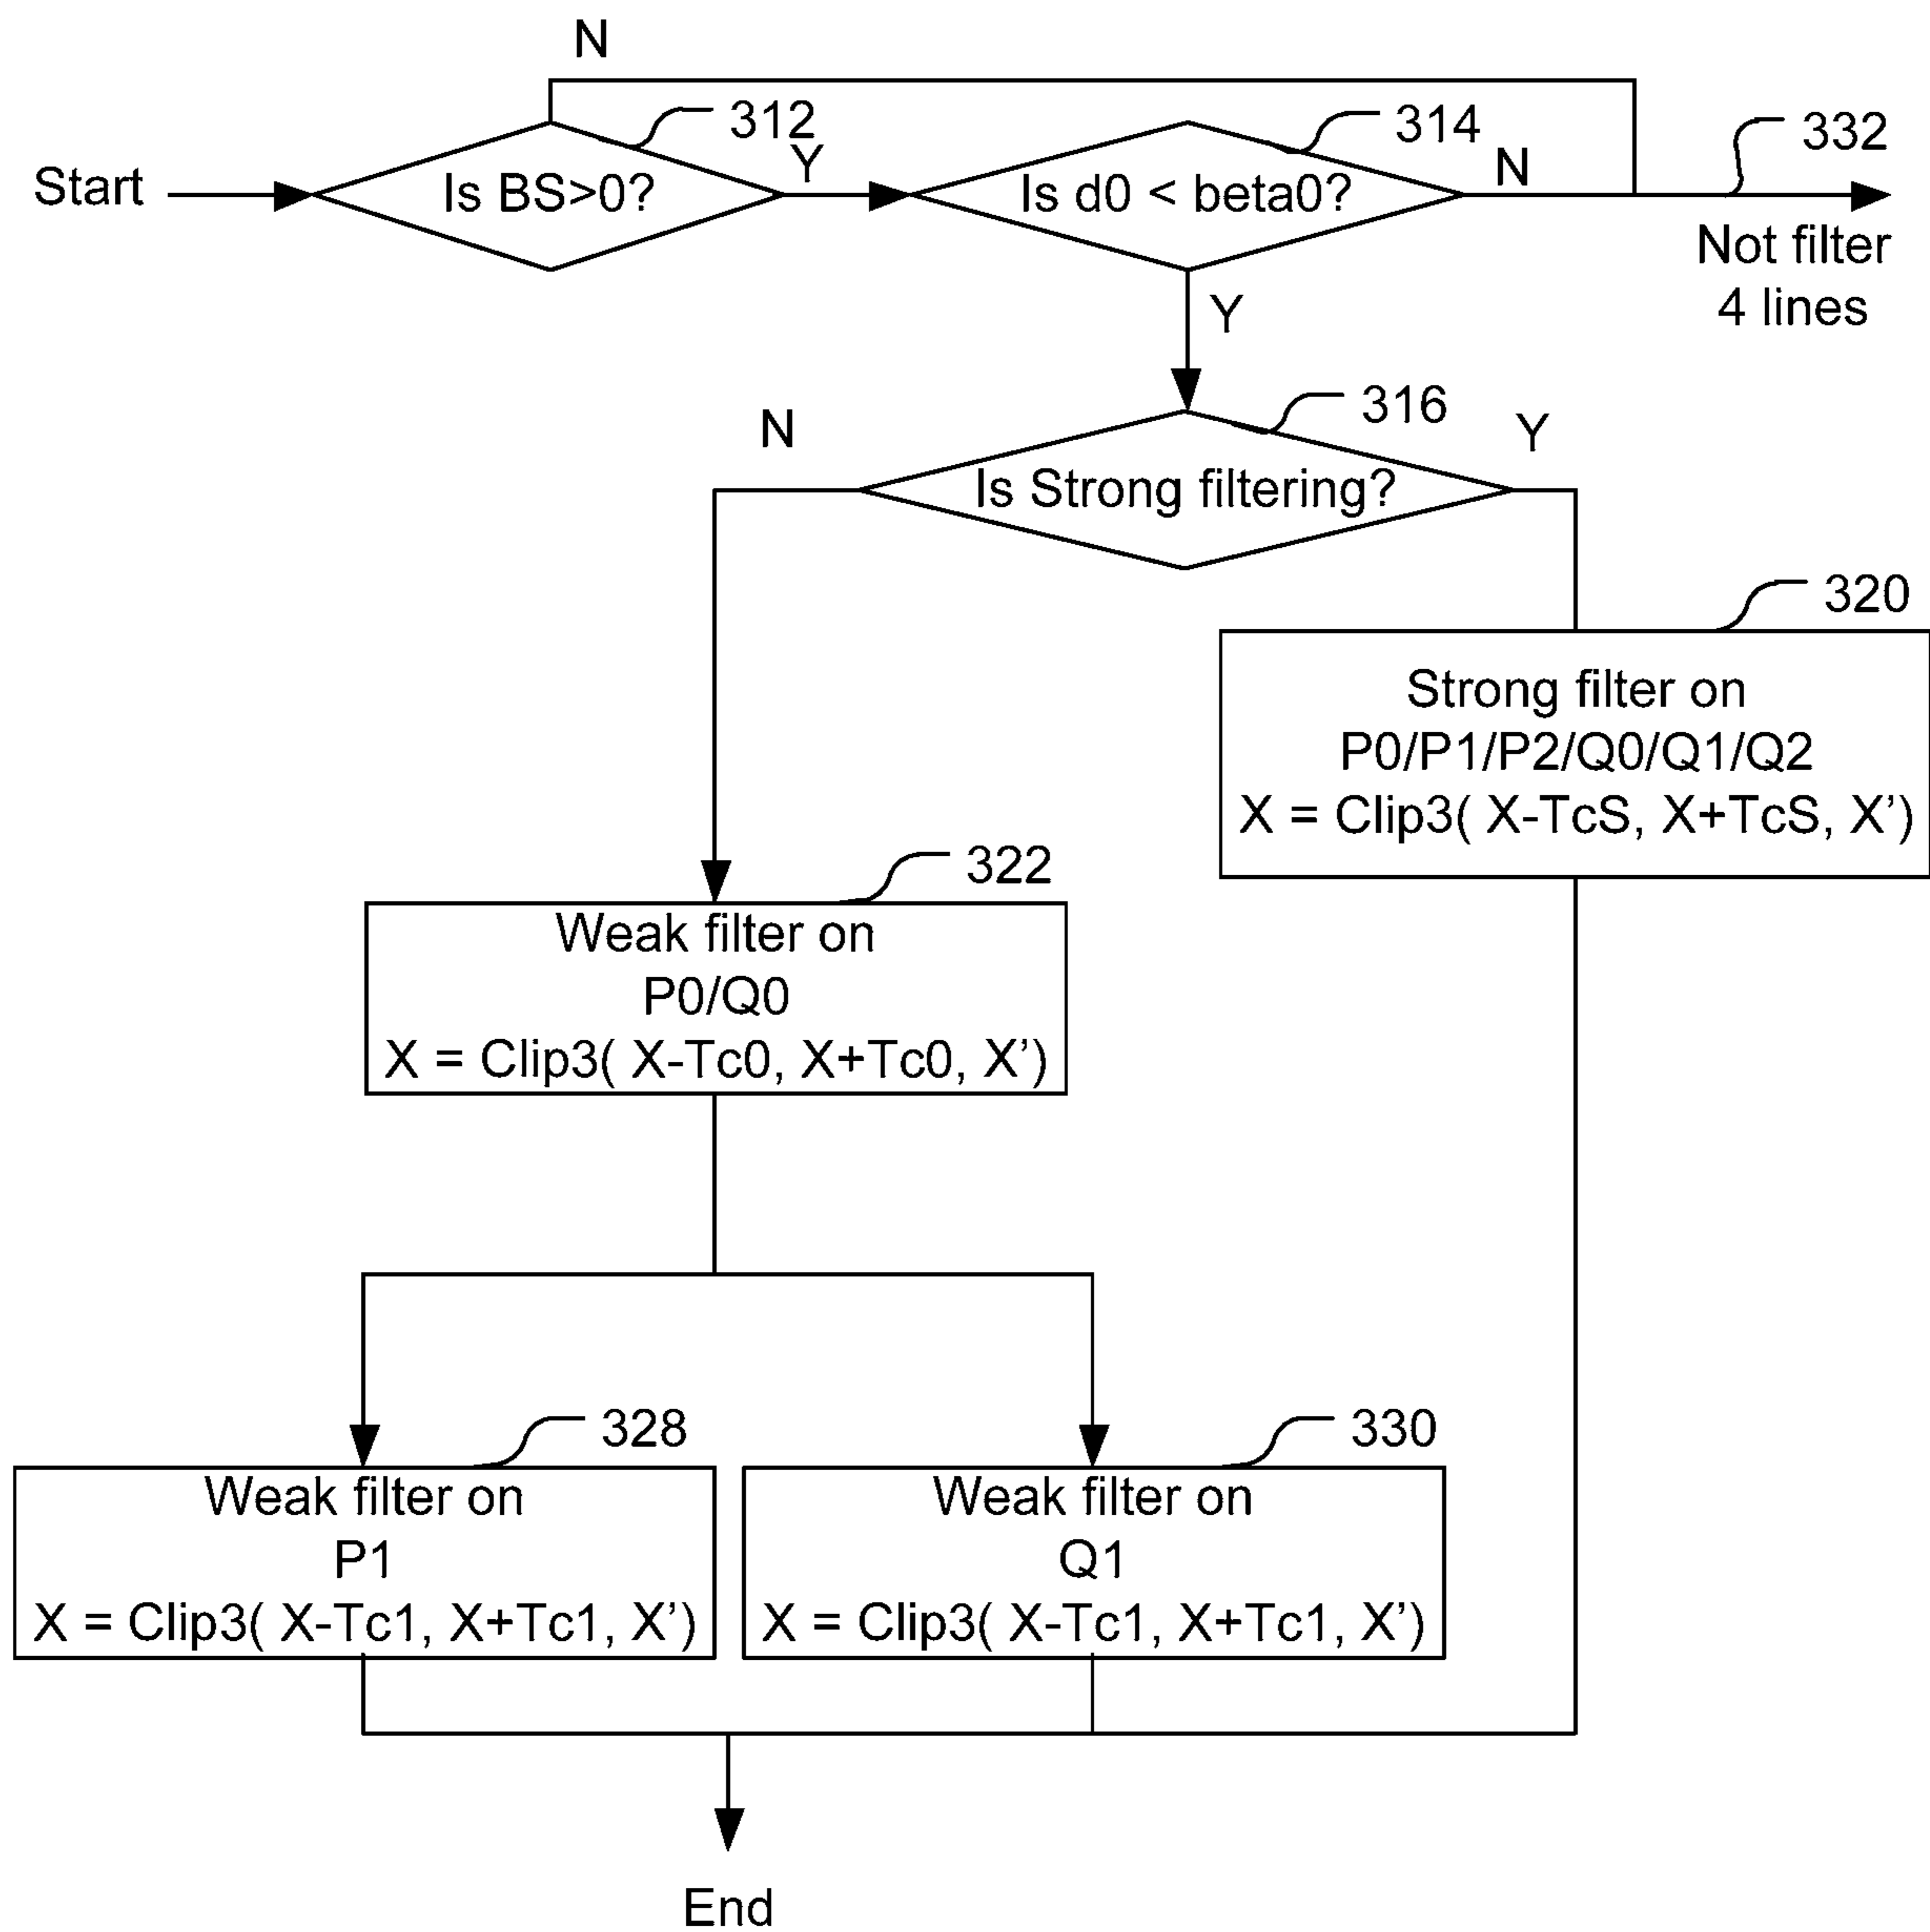 N
312
314
332
Start
Is BS>0?
Y
Is d0 < beta0?
N
Not filter
4 lines
Y
316
N
Is Strong filtering?
Y
320
Strong filter on
P0/P1/P2/Q0/Q1/Q2
X = Clip3( X-TcS, X+TcS, X’)
322
Weak filter on
P0/Q0
X = Clip3( X-Tc0, X+Tc0, X’)
328
Weak filter on
P1
X = Clip3( X-Tc1, X+Tc1, X’)
330
Weak filter on
Q1
X = Clip3( X-Tc1, X+Tc1, X’)
End